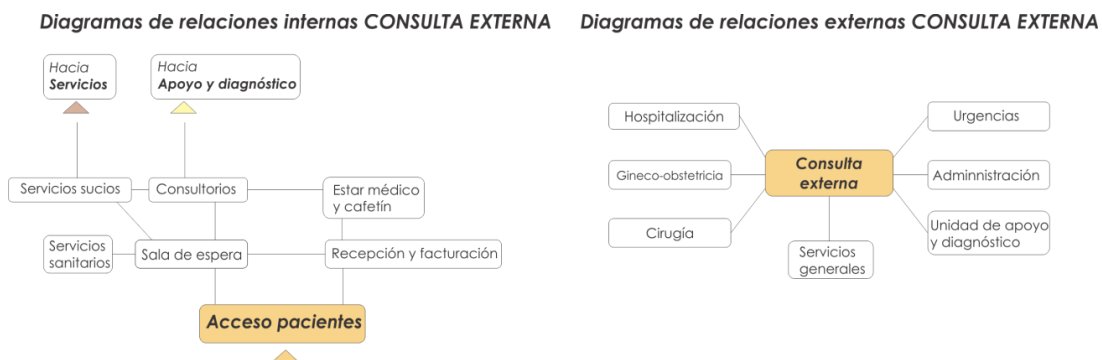 Diagramas de relaciones internas CONSULTA EXTERNA
Hacia
Servicios
Hacia
Apoyo y diagnóstico
Servicios sucios
Consultorios
Estar médico
y cafetín
Servicios
sanitarios
Sala de espera
Recepción y facturación
Acceso pacientes
Diagramas de relaciones externas CONSULTA EXTERNA
Hospitalización
Urgencias
Consulta
externa
Gineco-obstetricia
Adminnistración
Cirugía
Unidad de apoyo
y diagnóstico
Servicios
generales